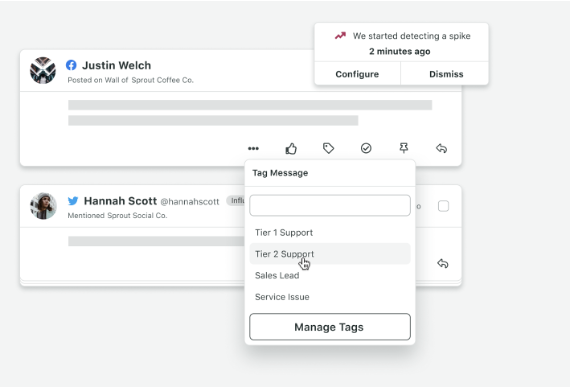 We started detecting a spike
2 minutes ago
Configure Dismiss
Justin Welch
Posted on Wall of Sprout Coffee Co.
Tag Message
Hannah Scott @hannahscott
Mentioned Sprout Social Co.
Tier 1 Support
Tier 2 Support
Sales Lead
Service Issue
Manage Tags